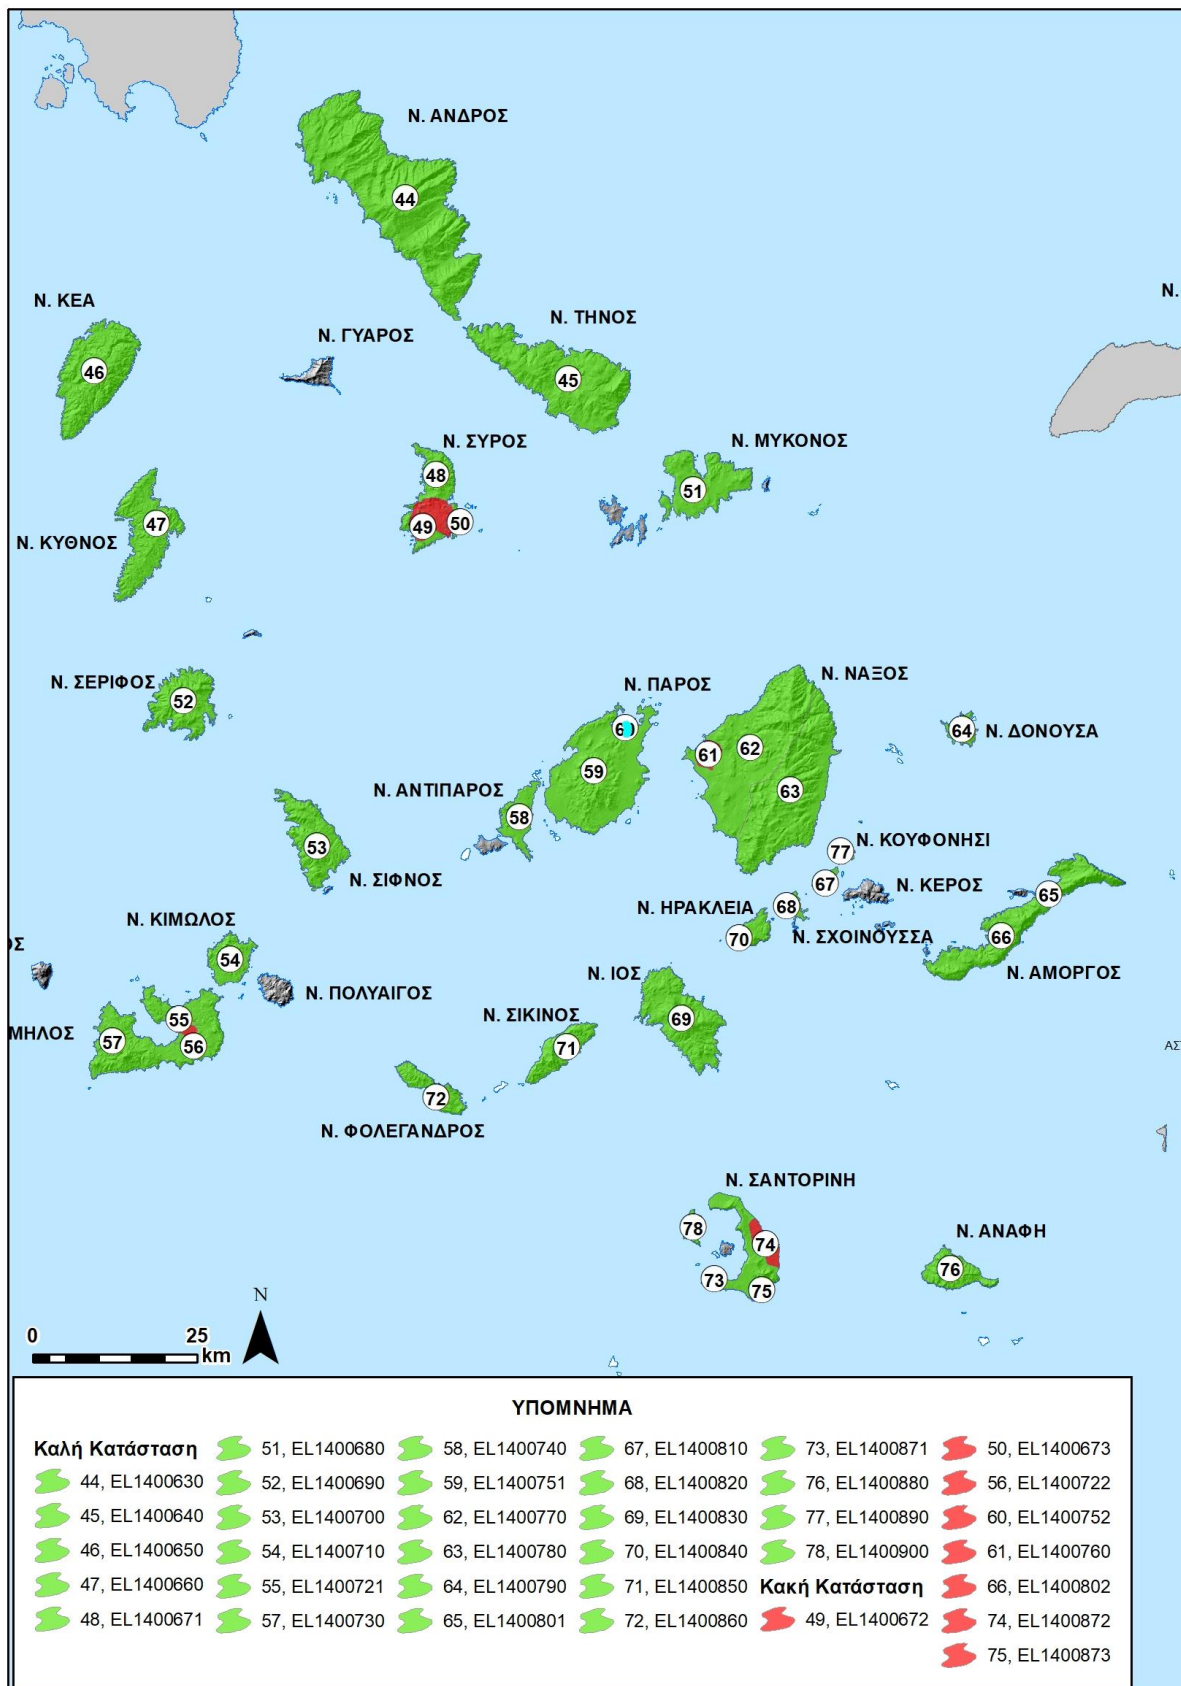 Ν. ΑΝΔΡΟΣ
44
Ν. ΚΕΑ
Ν.
Ν. ΤΗΝΟΣ
Ν. ΓΥΑΡΟΣ
46
45
Ν. ΣΥΡΟΣ
Ν. ΜΥΚΟΝΟΣ
48
51
47
49
50
Ν. ΚΥΘΝΟΣ
Ν. ΣΕΡΙΦΟΣ
52
Ν. ΠΑΡΟΣ
Ν. ΝΑΞΟΣ
60
64
Ν. ΔΟΝΟΥΣΑ
61
62
59
63
Ν. ΑΝΤΙΠΑΡΟΣ
58
53
Ν. ΣΙΦΝΟΣ
Ν. ΚΟΥΦΟΝΗΣΙ
77
67
Ν. ΚΕΡΟΣ
65
Ν. ΗΡΑΚΛΕΙΑ
68
70
Ν. ΣΧΟΙΝΟΥΣΣΑ
66
Ν. ΑΜΟΡΓΟΣ
Ν. ΚΙΜΩΛΟΣ
ΟΣ
54
Ν. ΠΟΛΥΑΙΓΟΣ
Ν. ΙΟΣ
69
Ν. ΣΙΚΙΝΟΣ
71
55
ΜΗΛΟΣ
57
56
ΑΣ
72
Ν. ΦΟΛΕΓΑΝΔΡΟΣ
Ν. ΣΑΝΤΟΡΙΝΗ
78
74
73
75
Ν. ΑΝΑΦΗ
76
N
0 25
km
ΥΠΟΜΝΗΜΑ
Καλή Κατάσταση
44, EL1400630
45, EL1400640
46, EL1400650
47, EL1400660
48, EL1400671
51, EL1400680
52, EL1400690
53, EL1400700
54, EL1400710
55, EL1400721
57, EL1400730
58, EL1400740
59, EL1400751
62, EL1400770
63, EL1400780
64, EL1400790
65, EL1400801
67, EL1400810
68, EL1400820
69, EL1400830
70, EL1400840
71, EL1400850
72, EL1400860
73, EL1400871
76, EL1400880
77, EL1400890
78, EL1400900
Κακή Κατάσταση
49, EL1400672
50, EL1400673
56, EL1400722
60, EL1400752
61, EL1400760
66, EL1400802
74, EL1400872
75, EL1400873